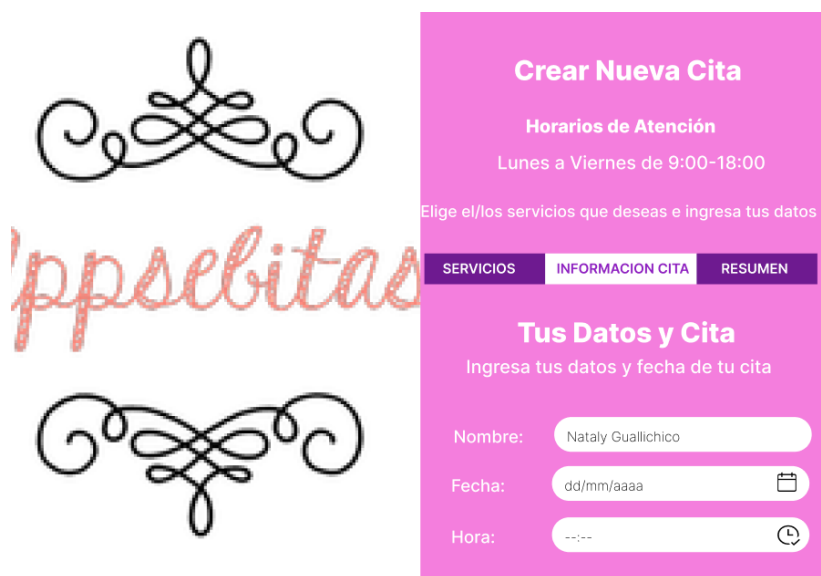 ppsebitas
Crear Nueva Cita
Horarios de Atención
Lunes a Viernes de 9:00-18:00
Elige el/los servicios que deseas e ingresa tus datos
SERVICIOS
INFORMACION CITA
RESUMEN
Tus Datos y Cita
Ingresa tus datos y fecha de tu cita
Nombre: Nataly Guallichico
Fecha: dd/mm/aaaa
Hora: --:--